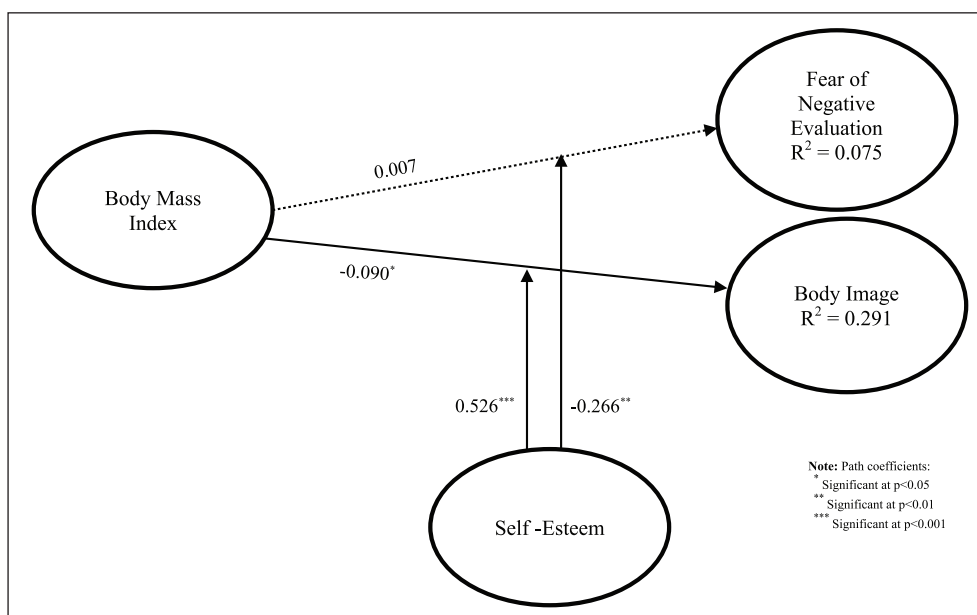 Fear of
Negative
Evaluation
R² = 0.075
0.007
Body Mass
Index
-0.090*
Body Image
R² = 0.291
0.526***
-0.266**
Self -Esteem
Note: Path coefficients:
* Significant at p<0.05
** Significant at p<0.01
*** Significant at p<0.001